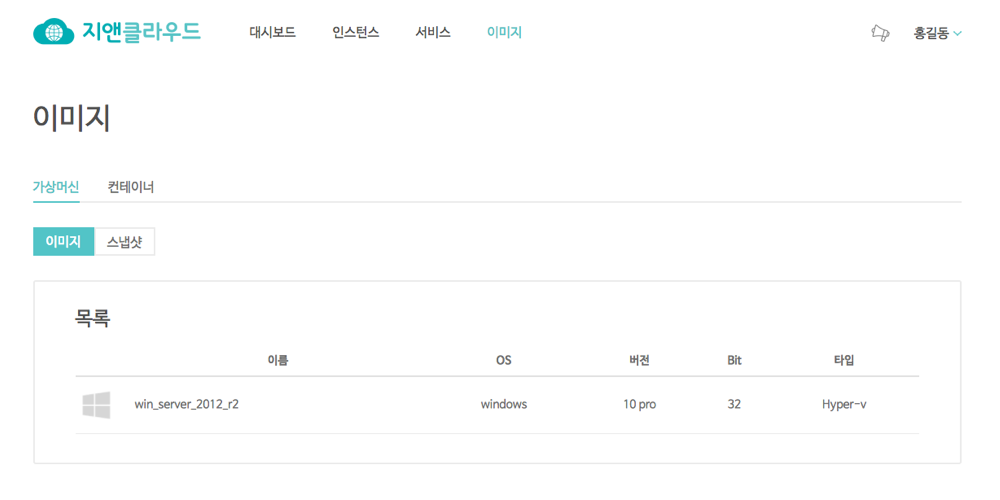 지앤클라우드 대시보드 인스턴스 서비스 이미지 홍길동
이미지
가상머신 컨테이너
이미지 스냅샷
목록
이름 OS 버전 Bit 타입
win_server_2012_r2 windows 10 pro 32 Hyper-v